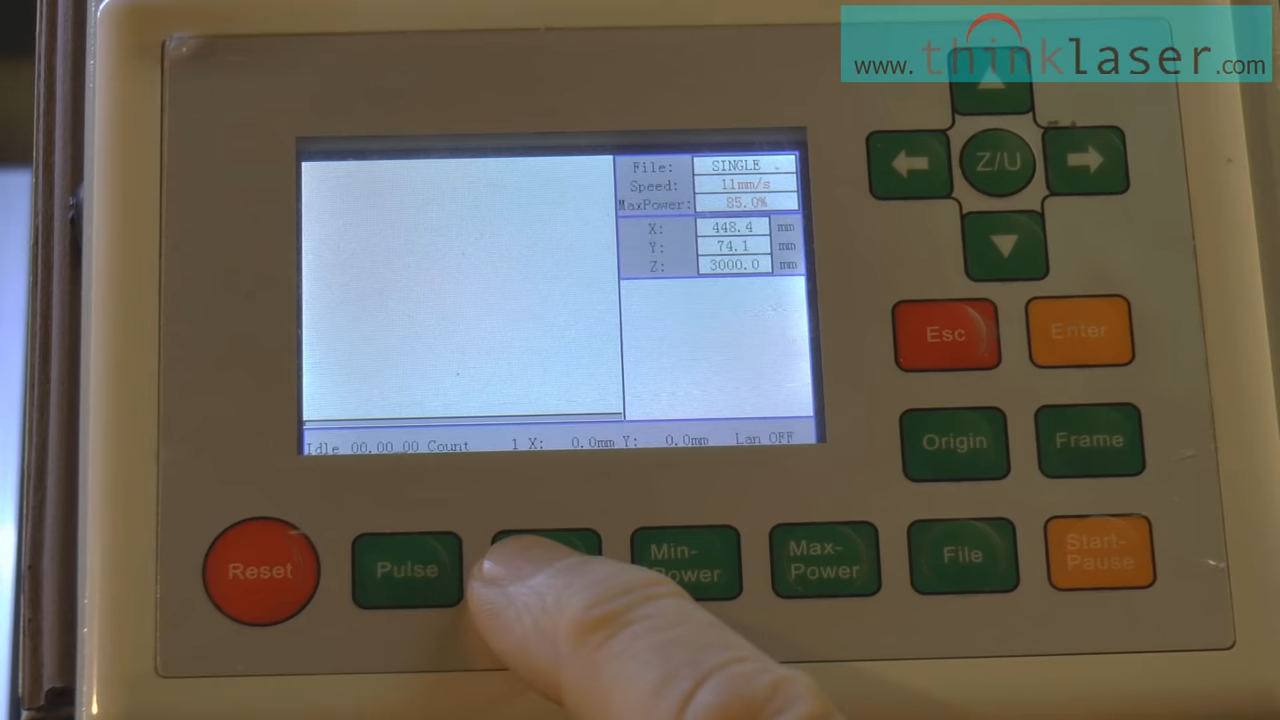 www.thinklaser.com
File: SINGLE
Speed: 11mm/s
MaxPower: 85.0%
X: 448.4 mm
Y: 74.1 mm
Z: 3000.0 mm
Idle 00.00 00 Count 1 X: 0.0mm Y: 0.0mm Lan OFF
Z/U
Esc
Enter
Origin
Frame
Reset
Pulse
Min-
Power
Max-
Power
File
Start-
Pause